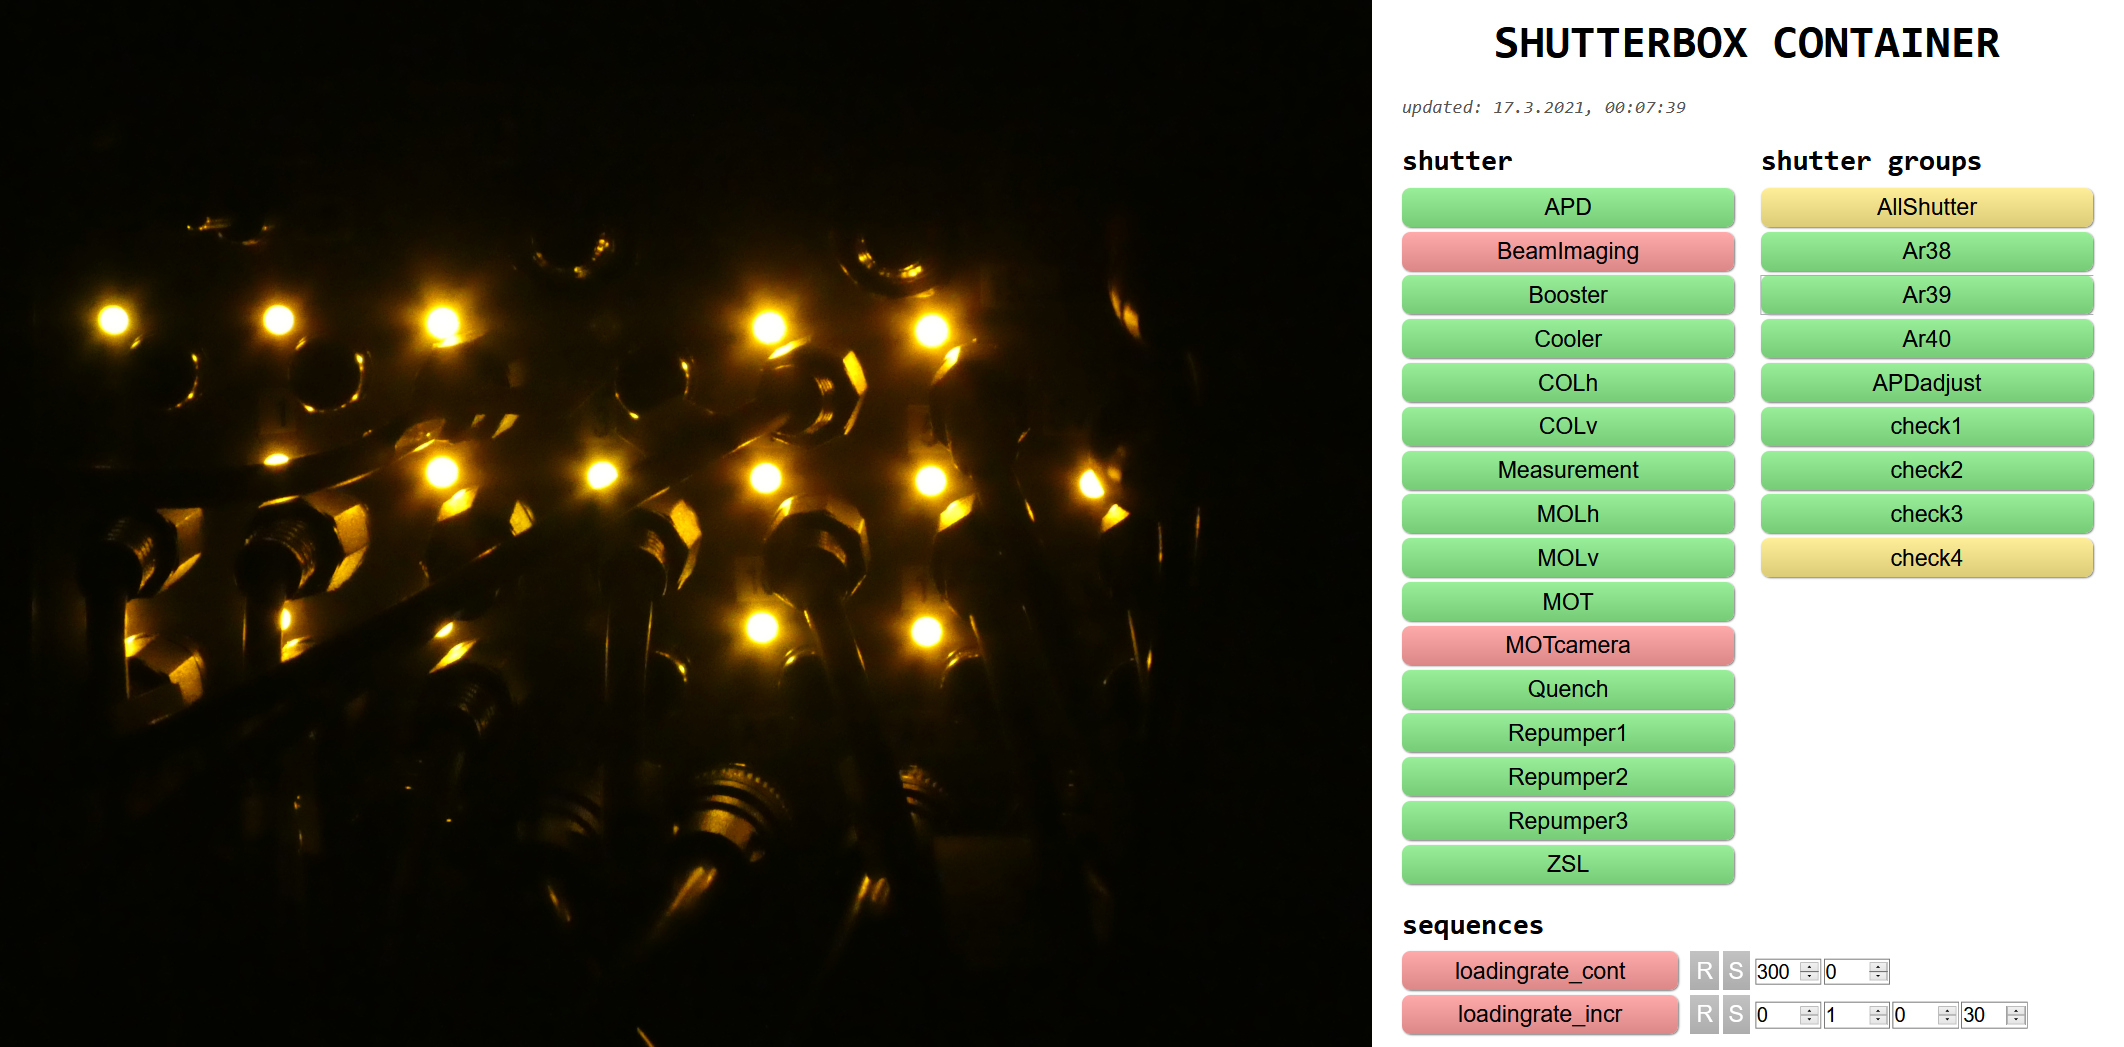 SHUTTERBOX CONTAINER
updated: 17.3.2021, 00:07:39
shutter
APD
BeamImaging
Booster
Cooler
COLh
COLv
Measurement
MOLh
MOLv
MOT
MOTcamera
Quench
Repumper1
Repumper2
Repumper3
ZSL
shutter groups
AllShutter
Ar38
Ar39
Ar40
APDadjust
check1
check2
check3
check4
sequences
loadingrate_cont R S 300 0
loadingrate_incr R S 0 1 0 30